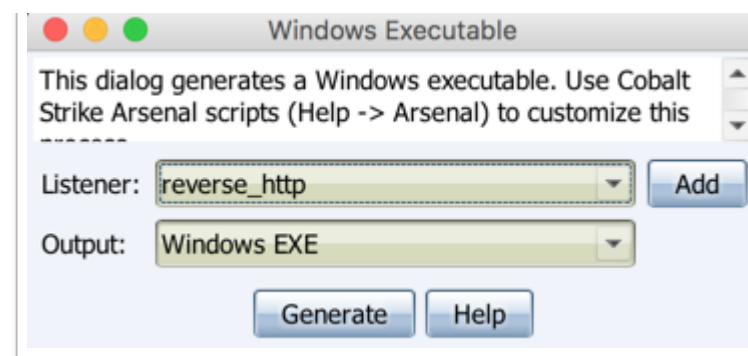 Windows Executable
This dialog generates a Windows executable. Use Cobalt
Strike Arsenal scripts (Help -> Arsenal) to customize this
Listener: reverse_http Add
Output: Windows EXE
Generate Help